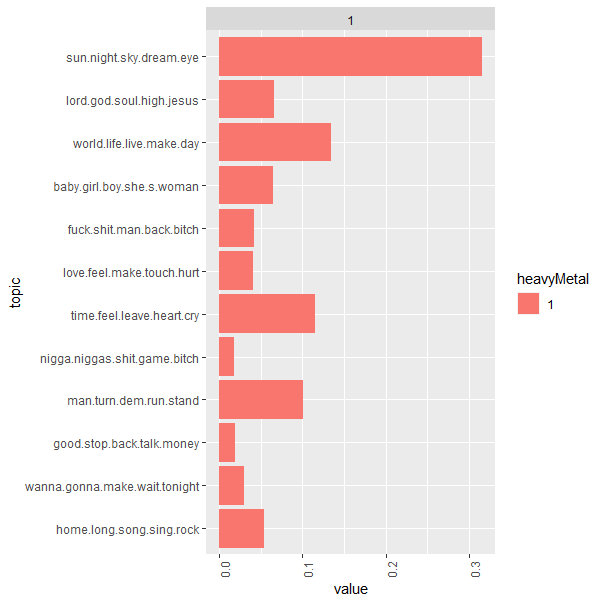 1
sun.night.sky.dream.eye
lord.god.soul.high.jesus
world.life.live.make.day
baby.girl.boy.she.s.woman
fuck.shit.man.back.bitch
love.feel.make.touch.hurt
time.feel.leave.heart.cry
nigga.niggas.shit.game.bitch
man.turn.dem.run.stand
good.stop.back.talk.money
wanna.gonna.make.wait.tonight
home.long.song.sing.rock
topic
0.0
0.1
0.2
0.3
value
heavyMetal
1